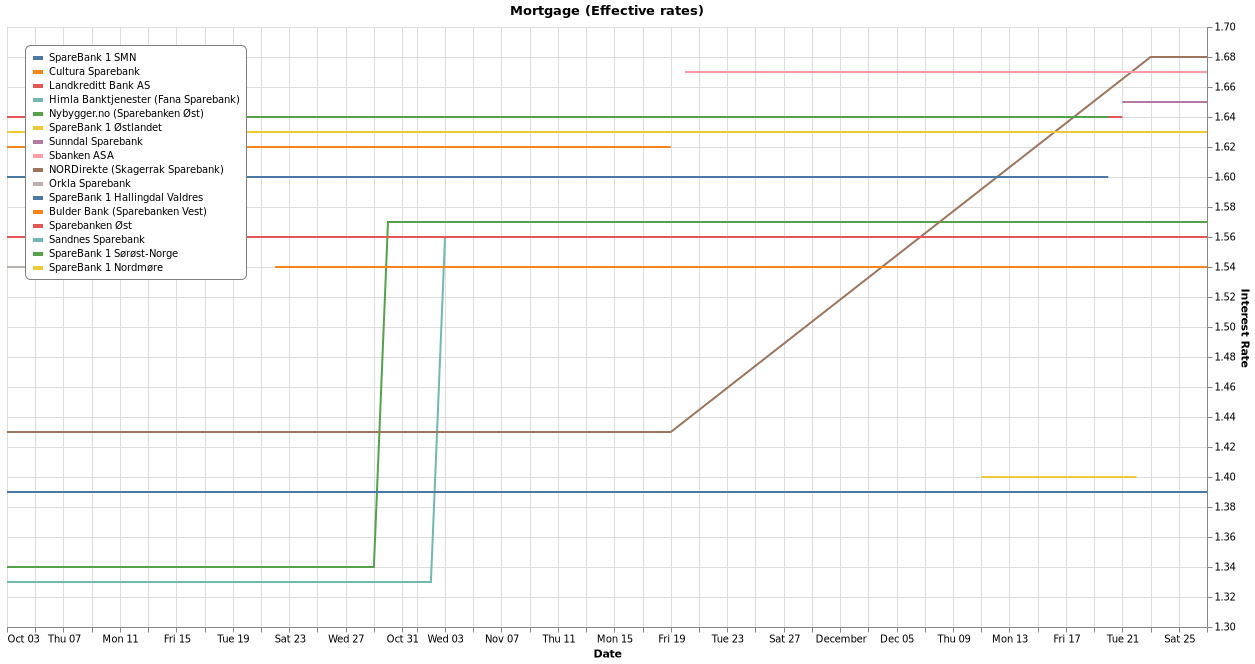 Mortgage (Effective rates)
SpareBank 1 SMN
Cultura Sparebank
Landkreditt Bank AS
Himla Banktjenester (Fana Sparebank)
Nybygger.no (Sparebanken Øst)
SpareBank 1 Østlandet
Sunndal Sparebank
Sbanken ASA
NORDirekte (Skagerrak Sparebank)
Orkla Sparebank
SpareBank 1 Hallingdal Valdres
Bulder Bank (Sparebanken Vest)
Sparebanken Øst
Sandnes Sparebank
SpareBank 1 Sørøst-Norge
SpareBank 1 Nordmøre
1.70
1.68
1.66
1.64
1.62
1.60
1.58
1.56
1.54
1.52
1.50
1.48
1.46
1.44
1.42
1.40
1.38
1.36
1.34
1.32
1.30
Interest Rate
Oct 03 Thu 07 Mon 11 Fri 15 Tue 19 Sat 23 Wed 27 Oct 31 Wed 03 Nov 07 Thu 11 Mon 15 Fri 19 Tue 23 Sat 27 December Dec 05 Thu 09 Mon 13 Fri 17 Tue 21 Sat 25
Date